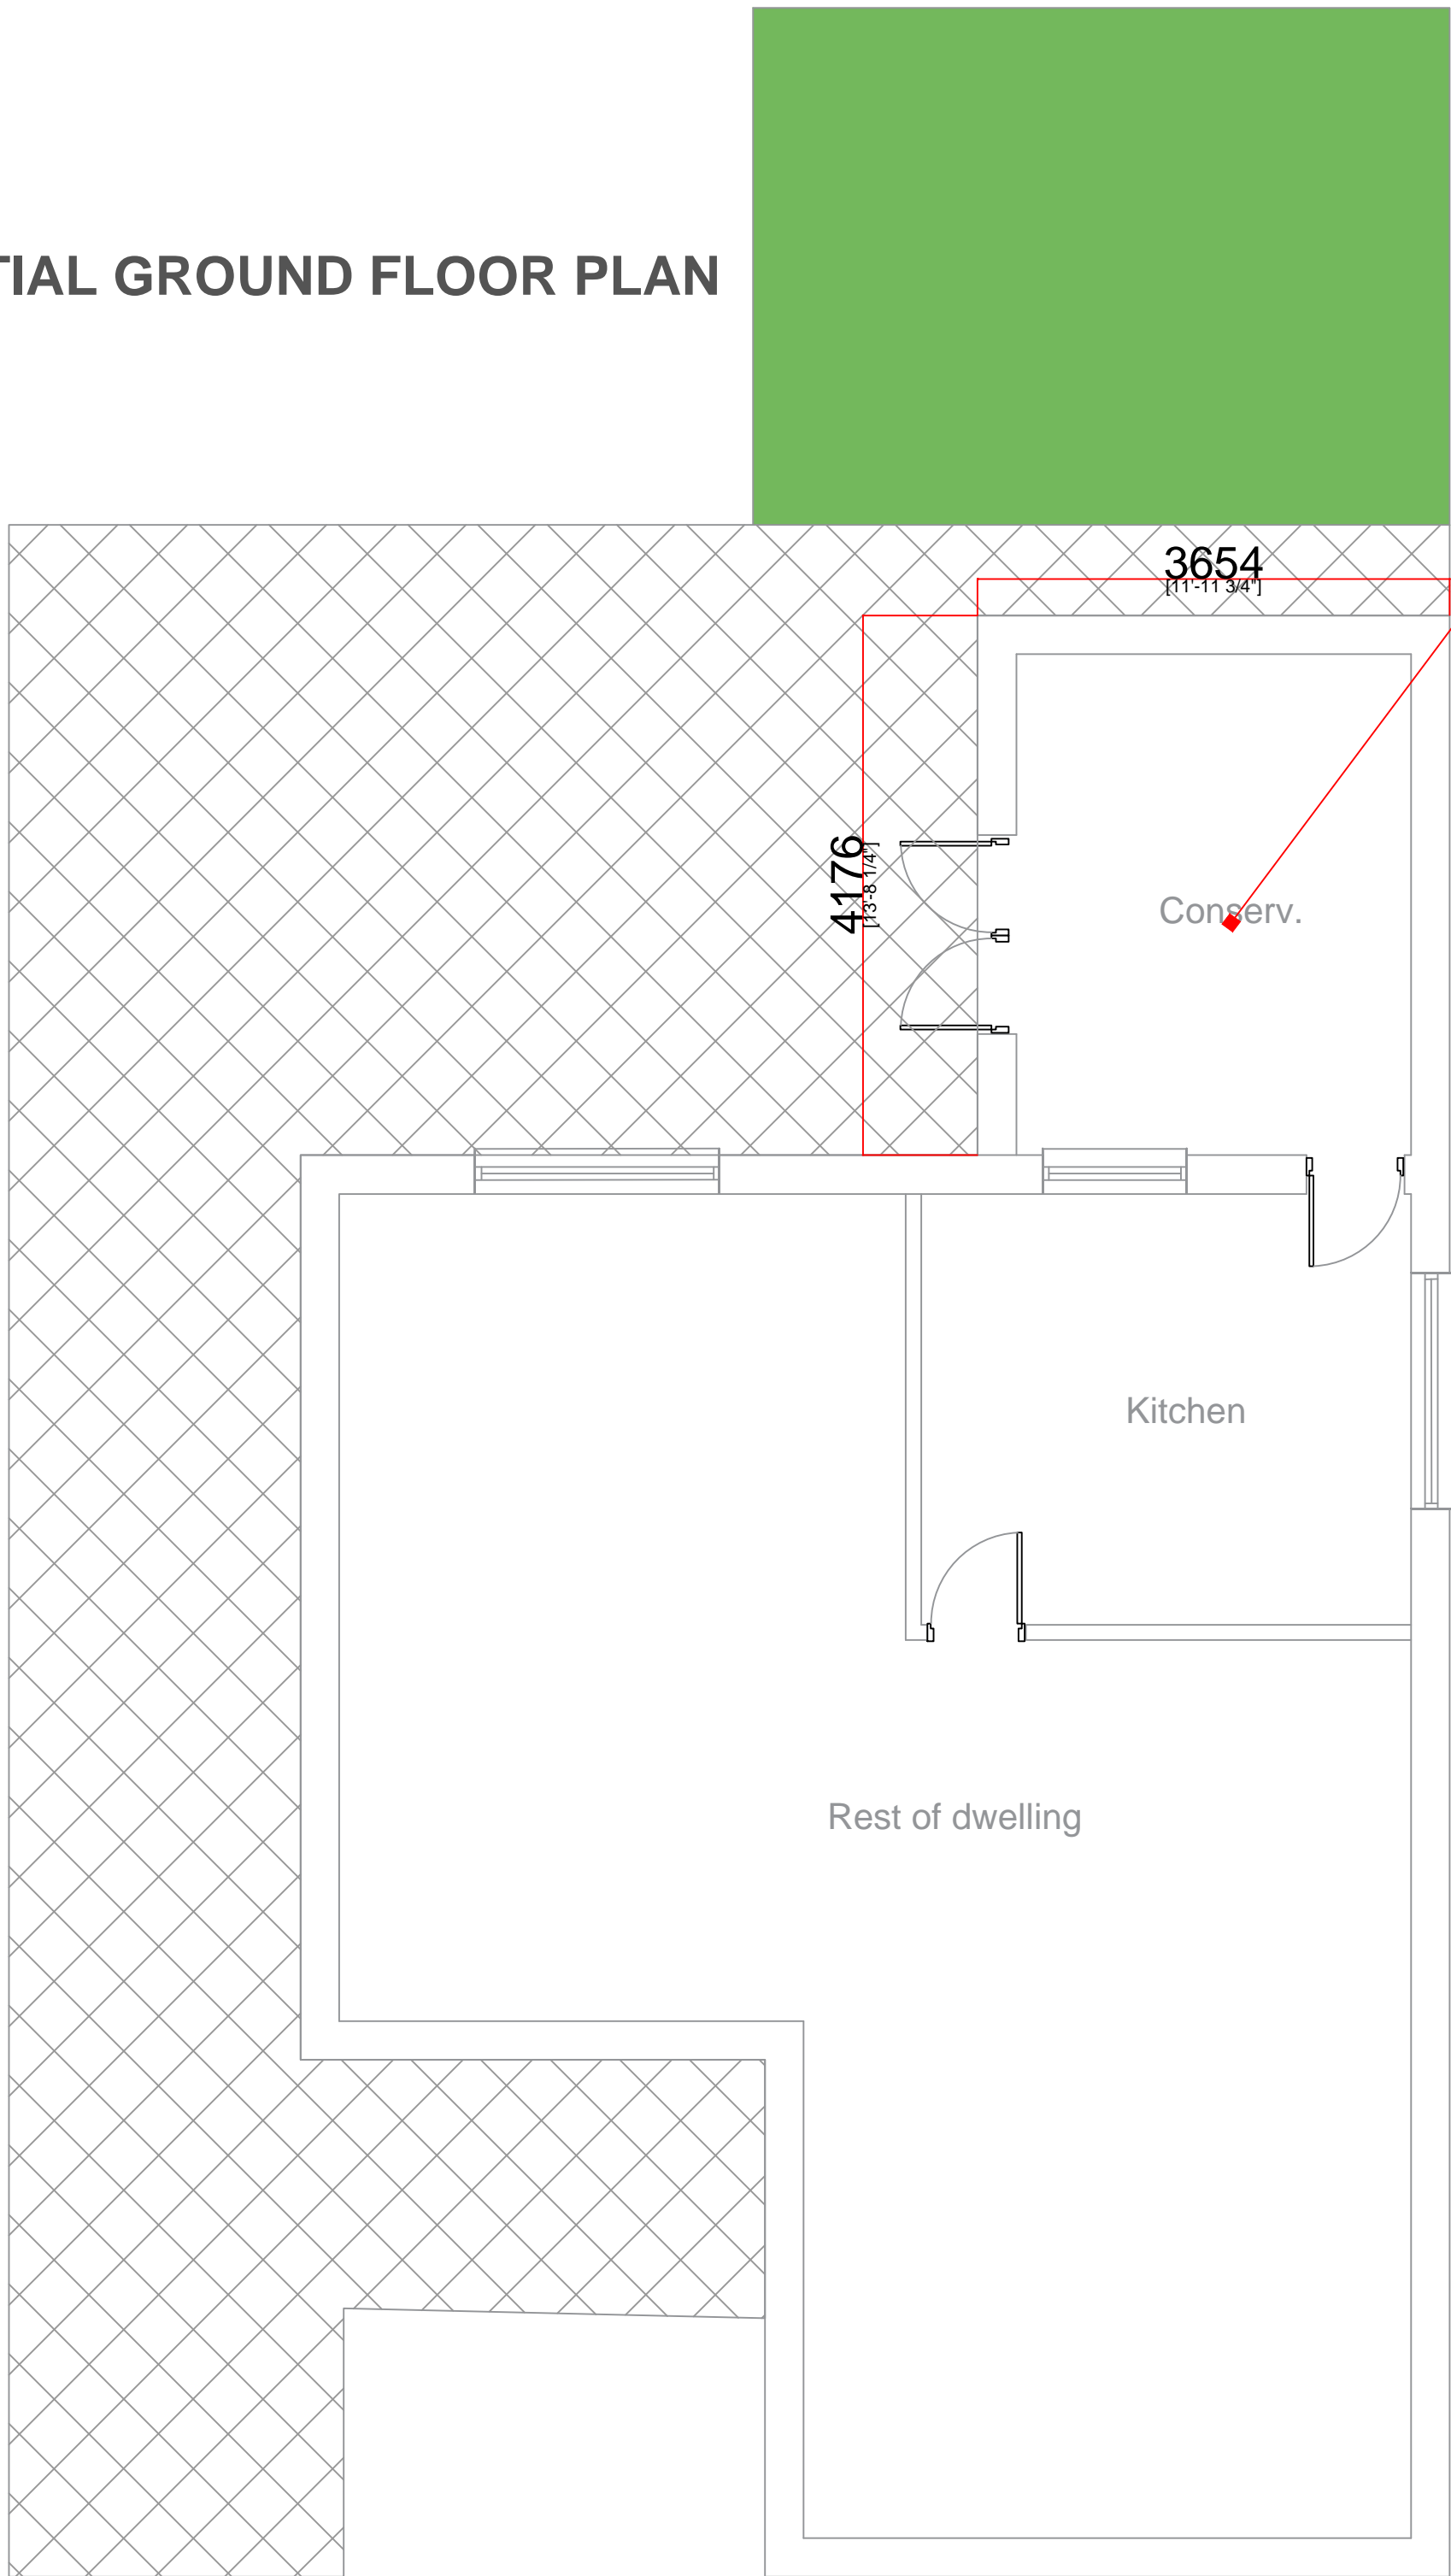 TIAL GROUND FLOOR PLAN
3654
[11'-11 3/4"]
4176
[13'-8 1/4"]
Conserv.
Kitchen
Rest of dwelling